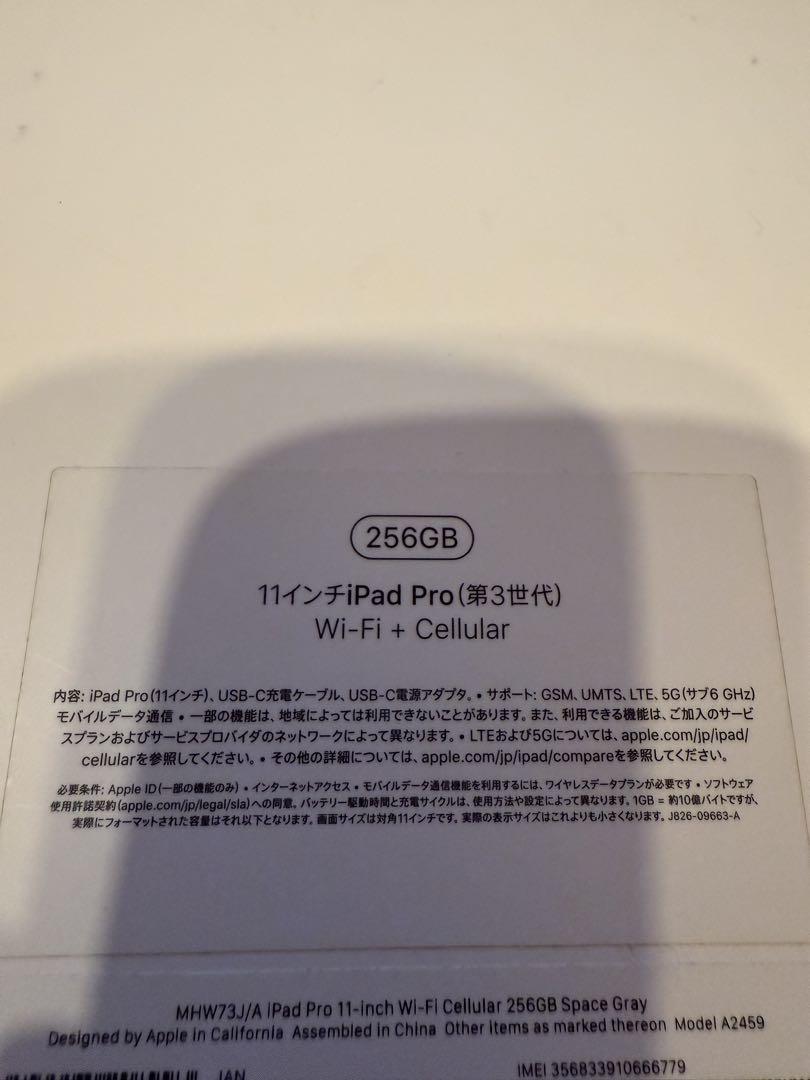 256GB
11インチiPad Pro(第3世代)
Wi-Fi + Cellular
内容: iPad Pro(11インチ)、USB-C充電ケーブル、USB-C電源アダプタ。• サポート: GSM、UMTS、LTE、5G(サブ6 GHz)
モバイルデータ通信 • 一部の機能は、地域によっては利用できないことがあります。また、利用できる機能は、ご加入のサービ
スプランおよびサービスプロバイダのネットワークによって異なります。• LTEおよび5Gについては、apple.com/jp/ipad/
cellularを参照してください。• その他の詳細については、apple.com/jp/ipad/compareを参照してください。
必要条件: Apple ID(一部の機能のみ) • インターネットアクセス • モバイルデータ通信機能を利用するには、ワイヤレスデータプランが必要です • ソフトウェア
使用許諾契約(apple.com/jp/legal/sla)への同意。バッテリー駆動時間と充電サイクルは、使用方法や設定によって異なります。1GB = 約10億バイトですが、
実際にフォーマットされた容量はそれ以下となります。画面サイズは対角11インチです。実際の表示サイズはこれよりも小さくなります。J826-09663-A
MHW73J/A iPad Pro 11-inch Wi-Fi Cellular 256GB Space Gray
Designed by Apple in California Assembled in China Other items as marked thereon Model A2459
JAN
IMEI 356833910666779